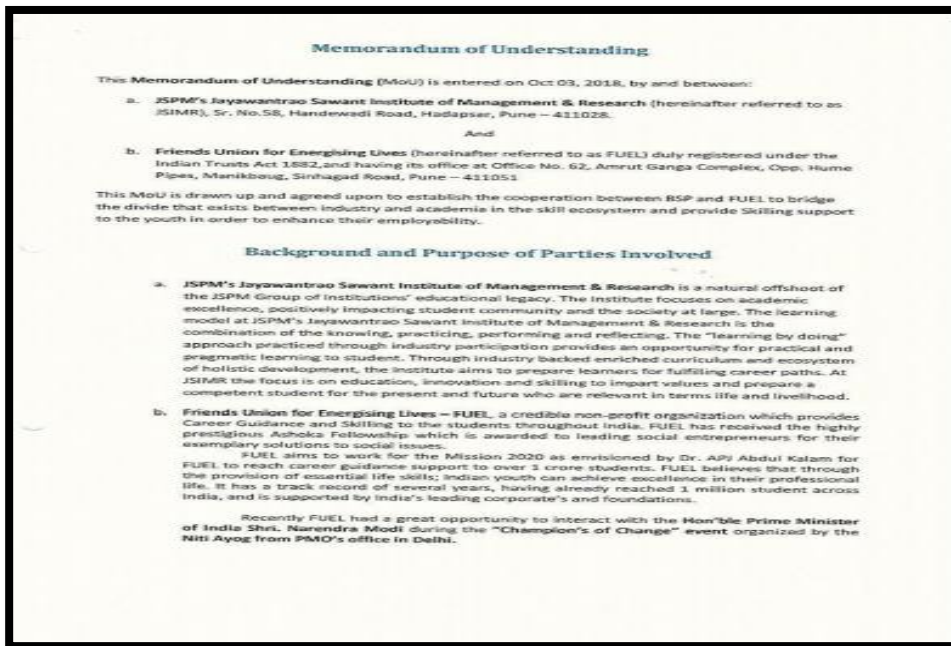 Memorandum of Understanding
This Memorandum of Understanding (MoU) is entered on Oct 03, 2018, by and between:
a. JSPM's Jayawantrao Sawant Institute of Management & Research (hereinafter referred to as
JSIMR), Sr. No.58, Handewadi Road, Hadapsar, Pune – 411028.
And
b. Friends Union for Energising Lives (hereinafter referred to as FUEL) duly registered under the
Indian Trusts Act 1882,and having its office at Office No. 62, Amrut Ganga Complex, Opp. Hume
Pipes, Manikbaug, Sinhagad Road, Pune – 411051
This MoU is drawn up and agreed upon to establish the cooperation between BSP and FUEL to bridge
the divide that exists between industry and academia in the skill ecosystem and provide Skilling support
to the youth in order to enhance their employability.
Background and Purpose of Parties Involved
a. JSPM's Jayawantrao Sawant Institute of Management & Research is a natural offshoot of
the JSPM Group of Institutions' educational legacy. The Institute focuses on academic
excellence, positively impacting student community and the society at large. The learning
model at JSPM's Jayawantrao Sawant Institute of Management & Research is the
combination of the knowing, practicing, performing and reflecting. The "learning by doing"
approach practiced through industry participation provides an opportunity for practical and
pragmatic learning to student. Through industry backed enriched curriculum and ecosystem
of holistic development, the institute aims to prepare learners for fulfilling career paths. At
JSIMR the focus is on education, innovation and skilling to impart values and prepare a
competent student for the present and future who are relevant in terms life and livelihood.
b. Friends Union for Energising Lives – FUEL, a credible non-profit organization which provides
Career Guidance and Skilling to the students throughout India. FUEL has received the highly
prestigious Ashoka Fellowship which is awarded to leading social entrepreneurs for their
exemplary solutions to social issues.
FUEL aims to work for the Mission 2020 as envisioned by Dr. APJ Abdul Kalam for
FUEL to reach career guidance support to over 1 crore students. FUEL believes that through
the provision of essential life skills; Indian youth can achieve excellence in their professional
life. It has a track record of several years, having already reached 1 million student across
India, and is supported by India's leading corporate's and foundations.
Recently FUEL had a great opportunity to interact with the Hon'ble Prime Minister
of India Shri. Narendra Modi during the "Champion's of Change" event organized by the
Niti Ayog from PMO's office in Delhi.